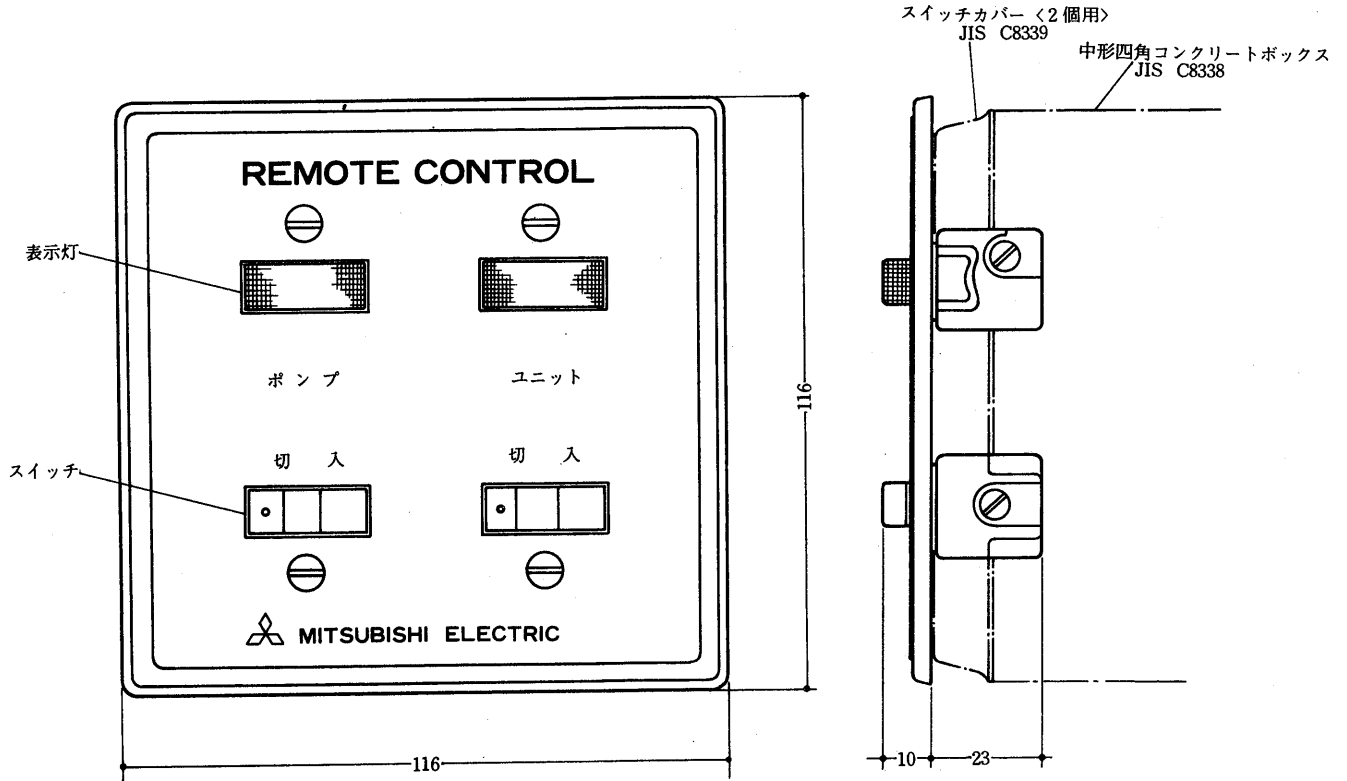 スイッチカバー〈2個用〉
JIS C8339
中形四角コンクリートボックス
JIS C8338
REMOTE CONTROL
表示灯
ポンプ
ユニット
116
切 入
切 入
スイッチ
MITSUBISHI ELECTRIC
116
10
23